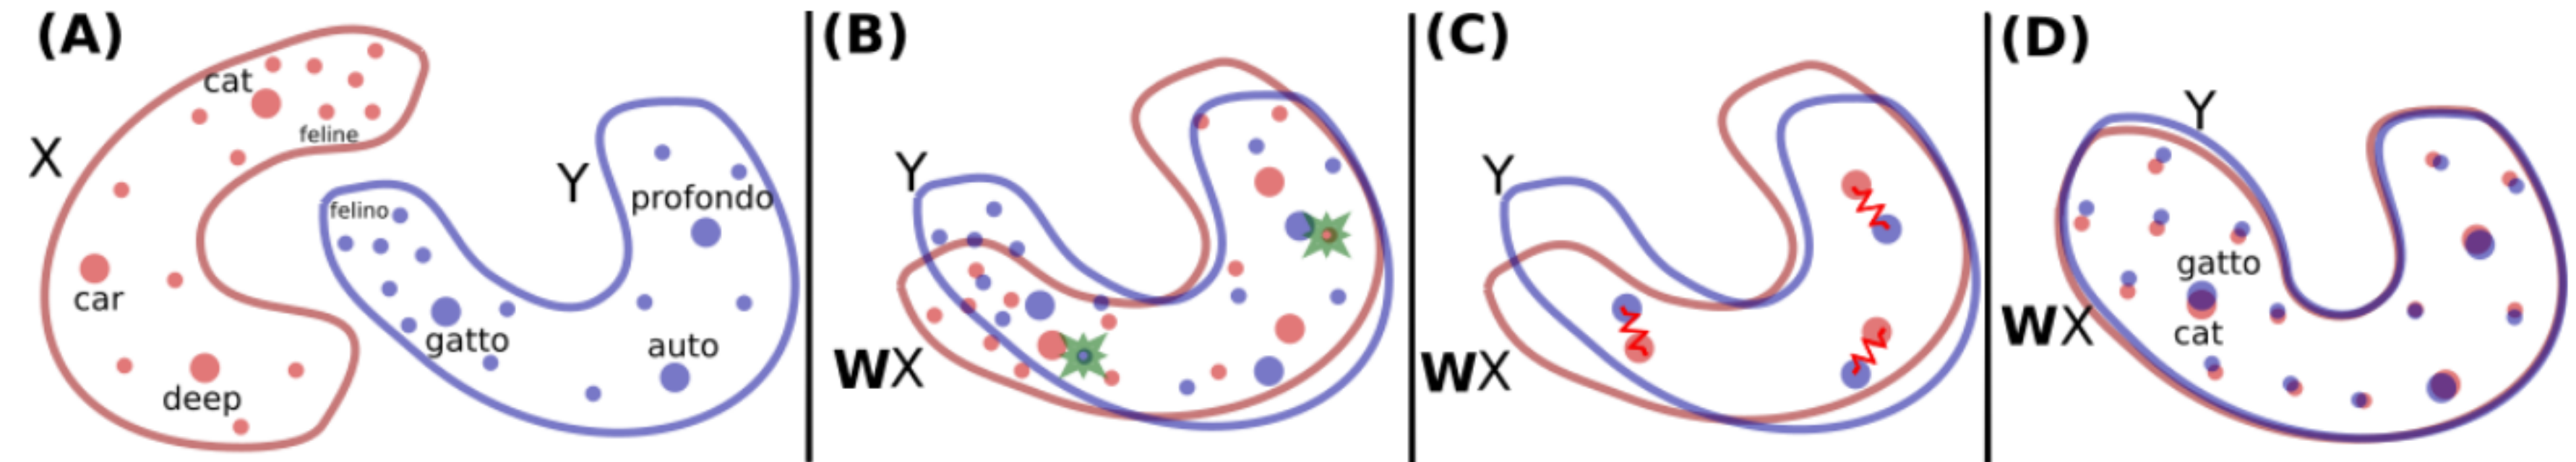 (A)
cat
feline
X
car
deep
Y
felino
profondo
gatto
auto
(B)
Y
WX
(C)
Y
WX
(D)
Y
gatto
WX
cat